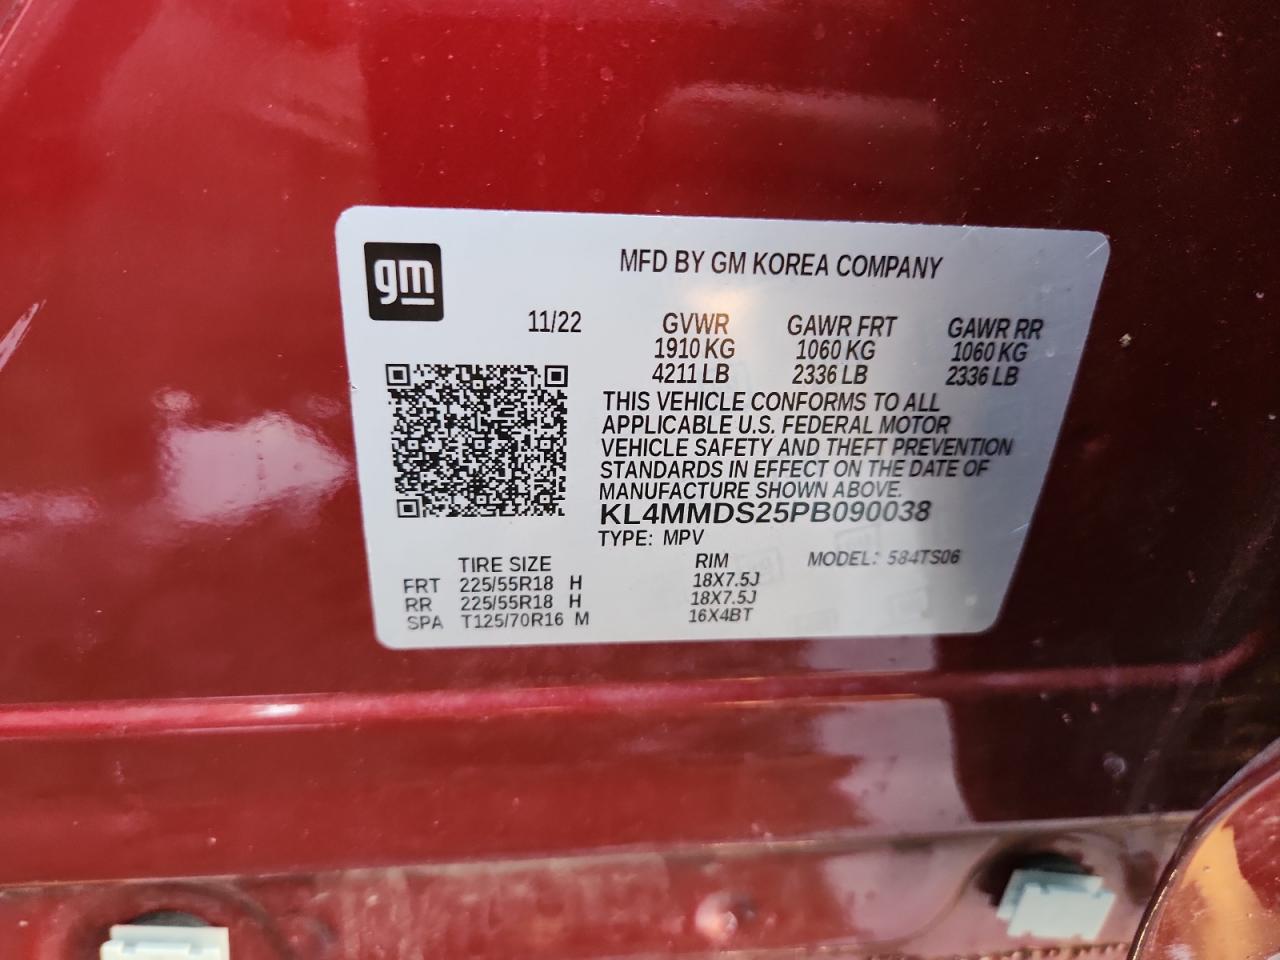 gm
MFD BY GM KOREA COMPANY
11/22 GVWR GAWR FRT GAWR RR
1910 KG 1060 KG 1060 KG
4211 LB 2336 LB 2336 LB
THIS VEHICLE CONFORMS TO ALL
APPLICABLE U.S. FEDERAL MOTOR
VEHICLE SAFETY AND THEFT PREVENTION
STANDARDS IN EFFECT ON THE DATE OF
MANUFACTURE SHOWN ABOVE.
KL4MMDS25PB090038
TYPE: MPV
TIRE SIZE RIM MODEL: 584TS06
FRT 225/55R18 H 18X7.5J
RR 225/55R18 H 18X7.5J
SPA T125/70R16 M 16X4BT